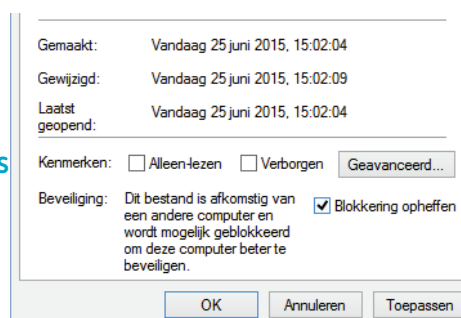 Gemaakt: Vandaag 25 juni 2015, 15:02:04
Gewijzigd: Vandaag 25 juni 2015, 15:02:09
Laatst
geopend: Vandaag 25 juni 2015, 15:02:04
s Kenmerken: Alleen-lezen Verborgen Geavanceerd...
Beveiliging: Dit bestand is afkomstig van
een andere computer en
wordt mogelijk geblokkeerd
om deze computer beter te
beveiligen.
Blokkering opheffen
OK Annuleren Toepassen